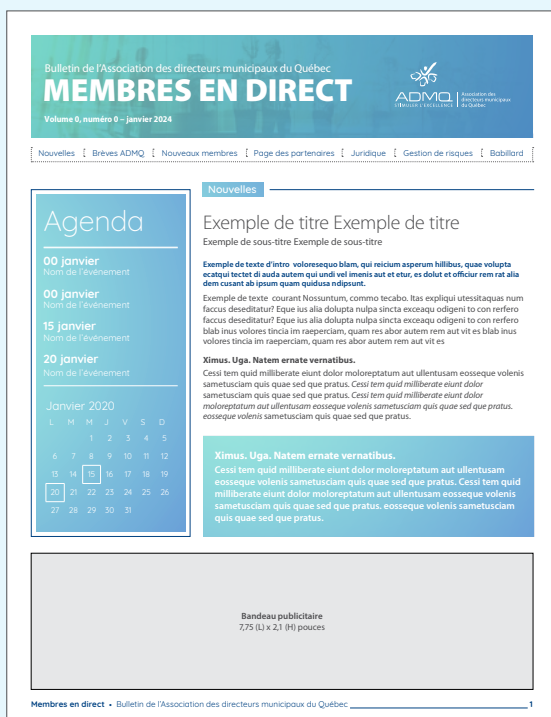 Bulletin de l'Association des directeurs municipaux du Québec
MEMBRES EN DIRECT
Volume 0, numéro 0 – janvier 2024
ADMQ
STIMULER L'EXCELLENCE
Association des
directeurs municipaux
du Québec
Nouvelles Brèves ADMQ Nouveaux membres Page des partenaires Juridique Gestion de risques Babillard
Agenda
00 janvier
Nom de l'événement
00 janvier
Nom de l'événement
15 janvier
Nom de l'événement
20 janvier
Nom de l'événement
Janvier 2020
L M M J V S D
1 2 3 4 5
6 7 8 9 10 11 12
13 14 15 16 17 18 19
20 21 22 23 24 25 26
27 28 29 30 31
Nouvelles
Exemple de titre Exemple de titre
Exemple de sous-titre Exemple de sous-titre
Exemple de texte d'intro voloresequo blam, qui reicium asperum hillibus, quae volupta
ecatqui tectet di auda autem qui undi vel imenis aut et etur, es dolut et officiur rem rat alia
dem cusant ab ipsum quam quidusa ndipsunt.
Exemple de texte courant Nossuntum, commo tecabo. Itas expliqui utessitaquas num
faccus deseditatur? Eque ius alia dolupta nulpa sincta exceaqu odigeni to con rerfero
faccus deseditatur? Eque ius alia dolupta nulpa sincta exceaqu odigeni to con rerfero
blab inus volores tincia im raeperciam, quam res abor autem rem aut vit es blab inus
volores tincia im raeperciam, quam res abor autem rem aut vit es
Ximus. Uga. Natem ernate vernatibus.
Cessi tem quid milliberate eiunt dolor moloreptatum aut ullentusam eosseque volenis
sametusciam quis quae sed que pratus. Cessi tem quid milliberate eiunt dolor
sametusciam quis quae sed que pratus. Cessi tem quid milliberate eiunt dolor
moloreptatum aut ullentusam eosseque volenis sametusciam quis quae sed que pratus.
eosseque volenis sametusciam quis quae sed que pratus.
Ximus. Uga. Natem ernate vernatibus.
Cessi tem quid milliberate eiunt dolor moloreptatum aut ullentusam
eosseque volenis sametusciam quis quae sed que pratus. Cessi tem quid
milliberate eiunt dolor moloreptatum aut ullentusam eosseque volenis
sametusciam quis quae sed que pratus. eosseque volenis sametusciam
quis quae sed que pratus.
Bandeau publicitaire
7,75 (L) x 2,1 (H) pouces
Membres en direct • Bulletin de l'Association des directeurs municipaux du Québec 1